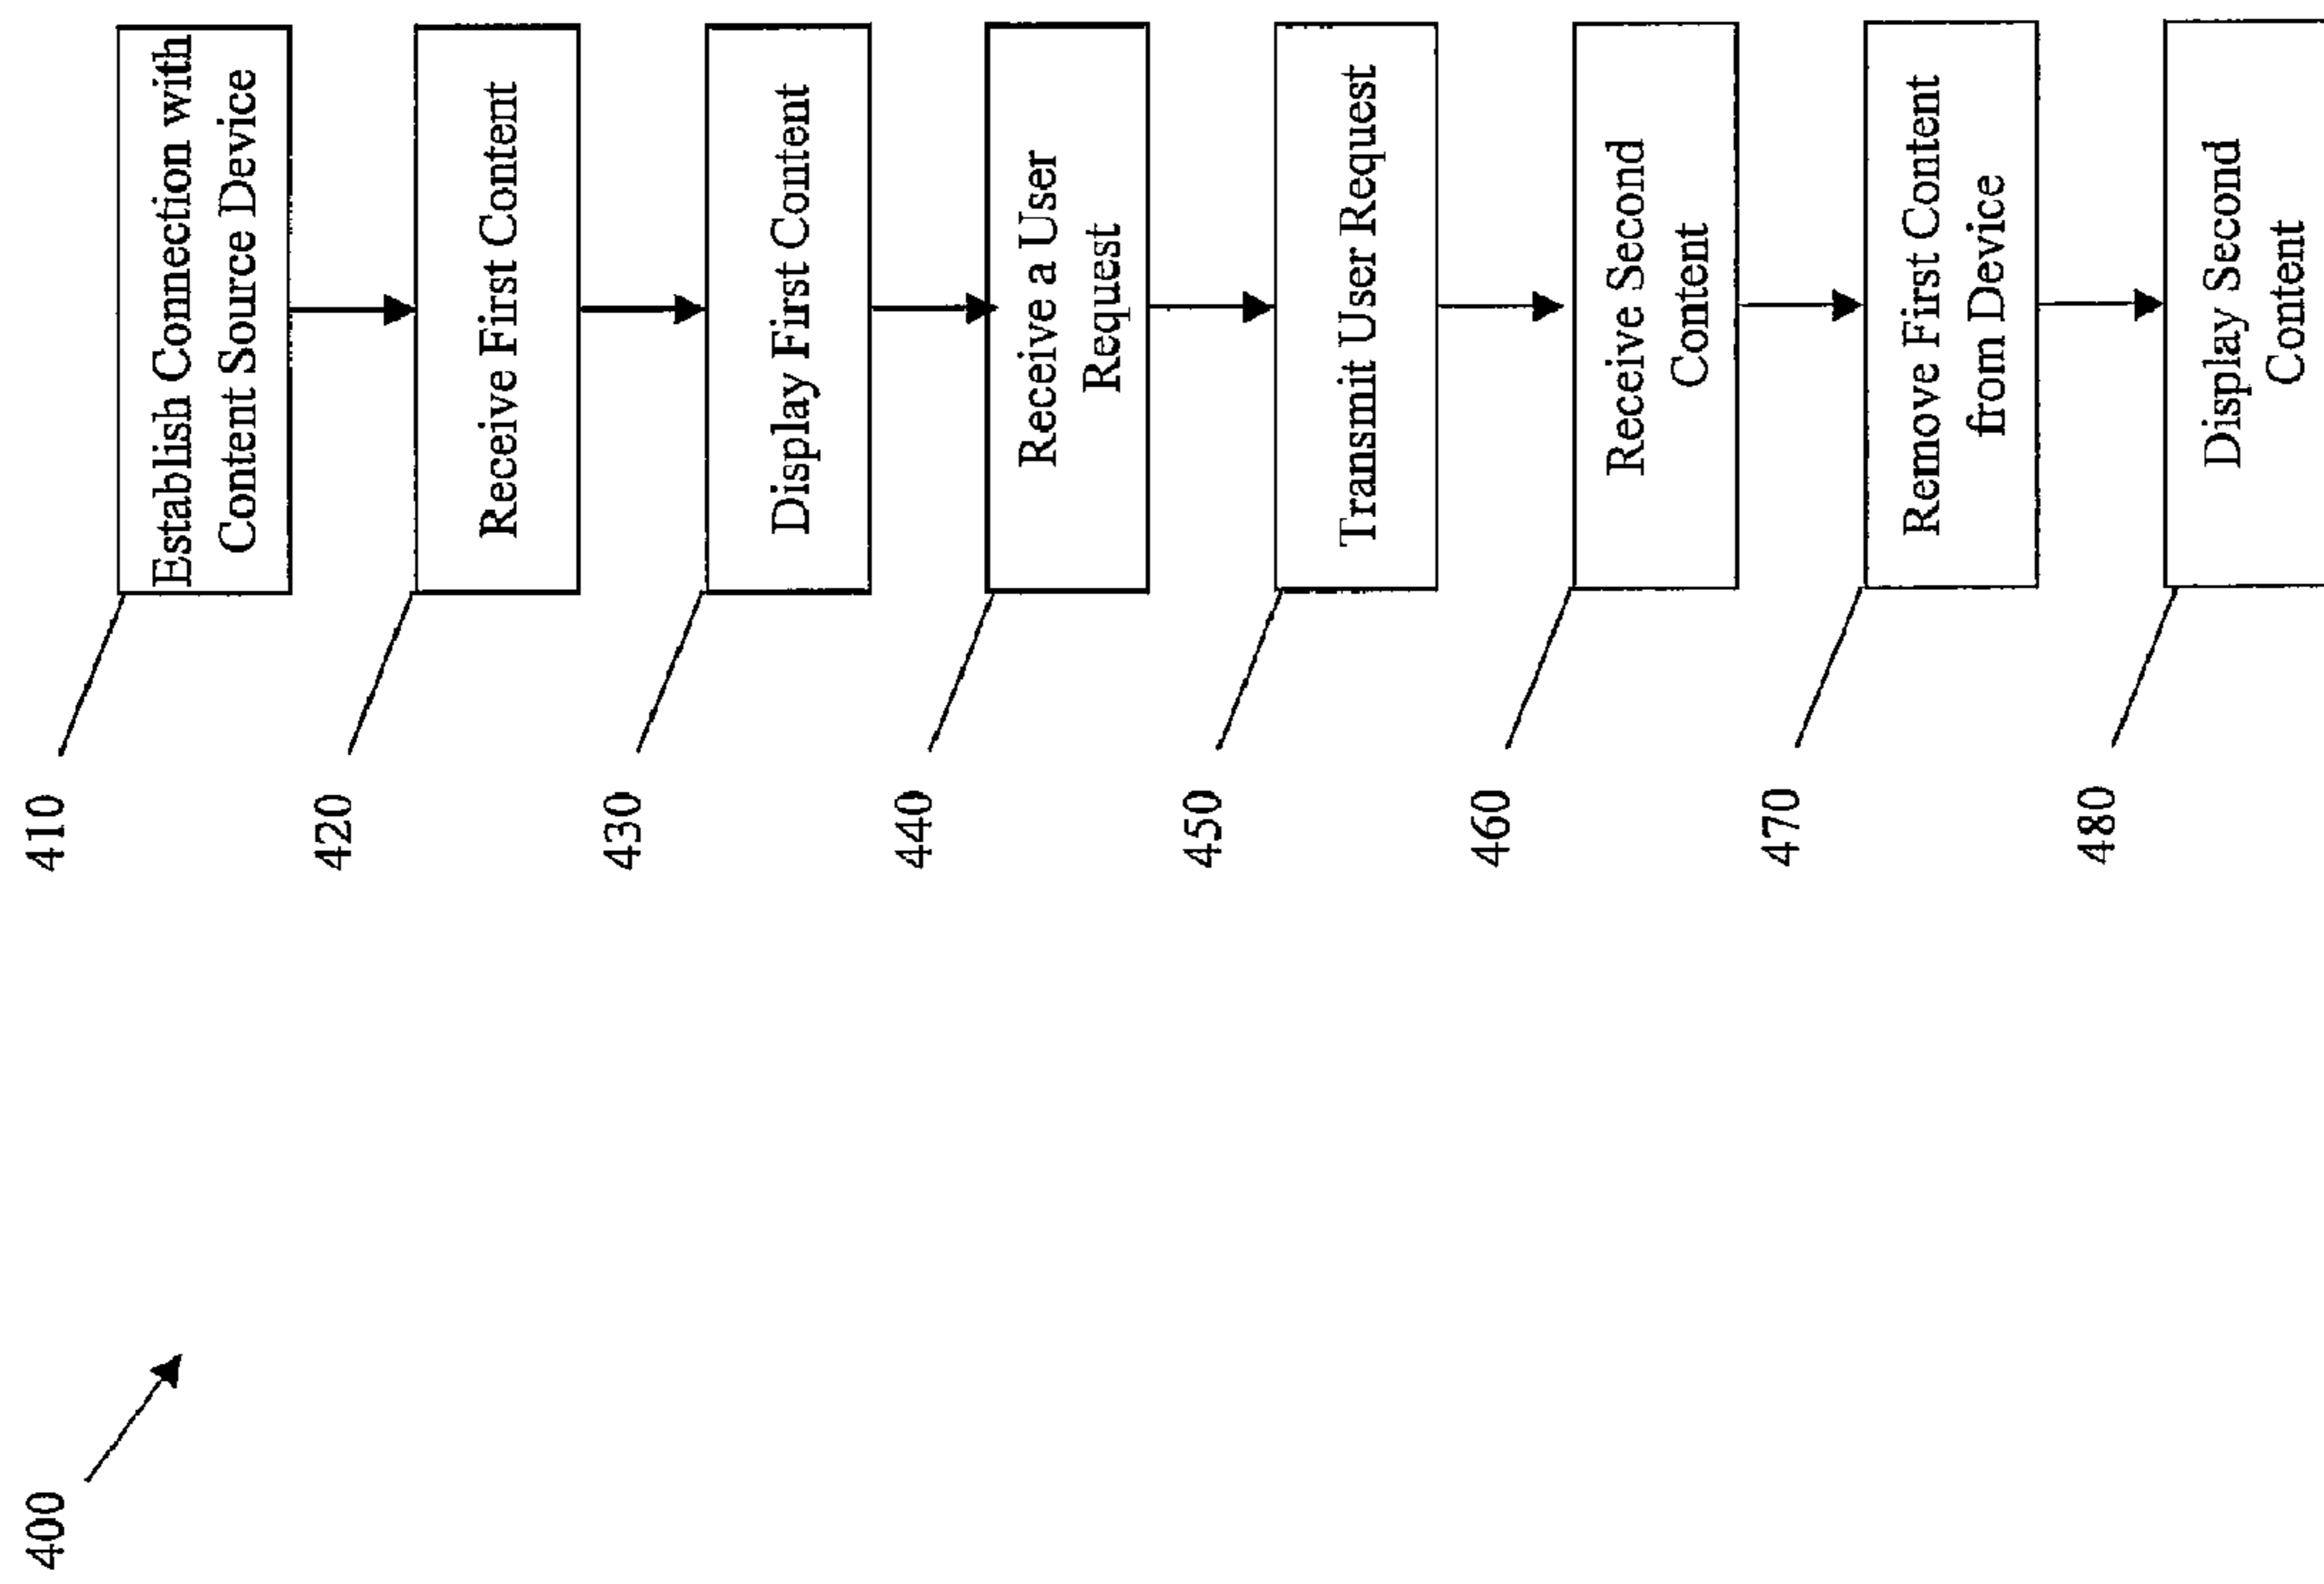 400
410
Establish Connection with
Content Source Device
420
Receive First Content
430
Display First Content
440
Receive a User
Request
450
Transmit User Request
460
Receive Second
Content
470
Remove First Content
from Device
480
Display Second
Content